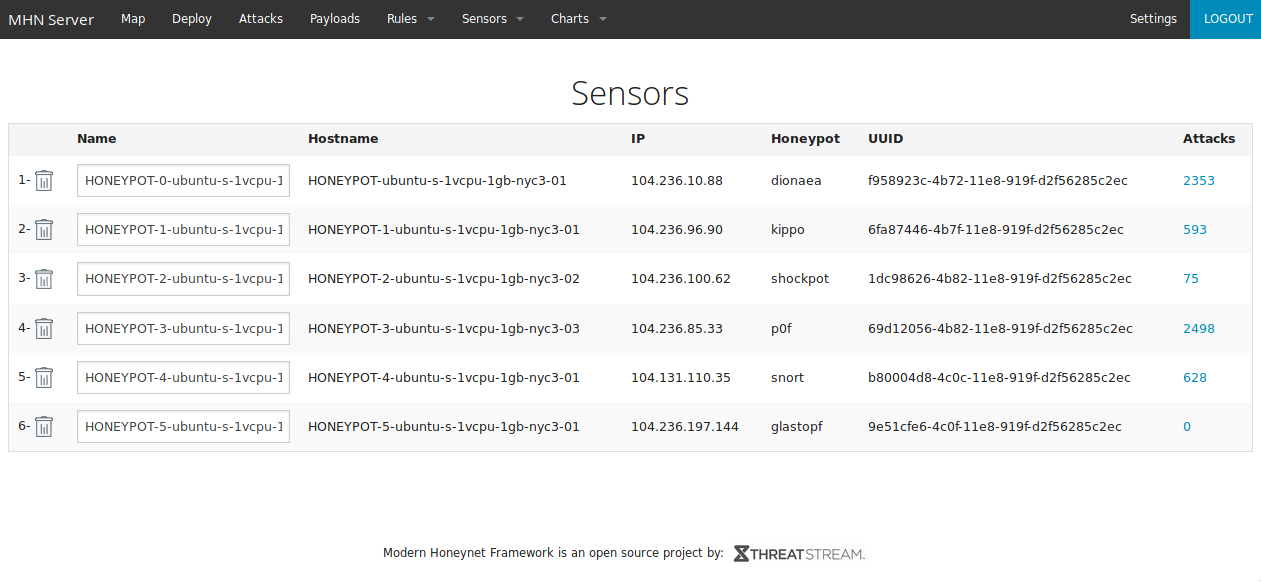 MHN Server Map Deploy Attacks Payloads Rules Sensors Charts Settings LOGOUT
Sensors
Name Hostname IP Honeypot UUID Attacks
1- HONEYPOT-0-ubuntu-s-1vcpu-1 HONEYPOT-ubuntu-s-1vcpu-1gb-nyc3-01 104.236.10.88 dionaea f958923c-4b72-11e8-919f-d2f56285c2ec 2353
2- HONEYPOT-1-ubuntu-s-1vcpu-1 HONEYPOT-1-ubuntu-s-1vcpu-1gb-nyc3-01 104.236.96.90 kippo 6fa87446-4b7f-11e8-919f-d2f56285c2ec 593
3- HONEYPOT-2-ubuntu-s-1vcpu-1 HONEYPOT-2-ubuntu-s-1vcpu-1gb-nyc3-02 104.236.100.62 shockpot 1dc98626-4b82-11e8-919f-d2f56285c2ec 75
4- HONEYPOT-3-ubuntu-s-1vcpu-1 HONEYPOT-3-ubuntu-s-1vcpu-1gb-nyc3-03 104.236.85.33 p0f 69d12056-4b82-11e8-919f-d2f56285c2ec 2498
5- HONEYPOT-4-ubuntu-s-1vcpu-1 HONEYPOT-4-ubuntu-s-1vcpu-1gb-nyc3-01 104.131.110.35 snort b80004d8-4c0c-11e8-919f-d2f56285c2ec 628
6- HONEYPOT-5-ubuntu-s-1vcpu-1 HONEYPOT-5-ubuntu-s-1vcpu-1gb-nyc3-01 104.236.197.144 glastopf 9e51cfe6-4c0f-11e8-919f-d2f56285c2ec 0
Modern Honeynet Framework is an open source project by: THREATSTREAM